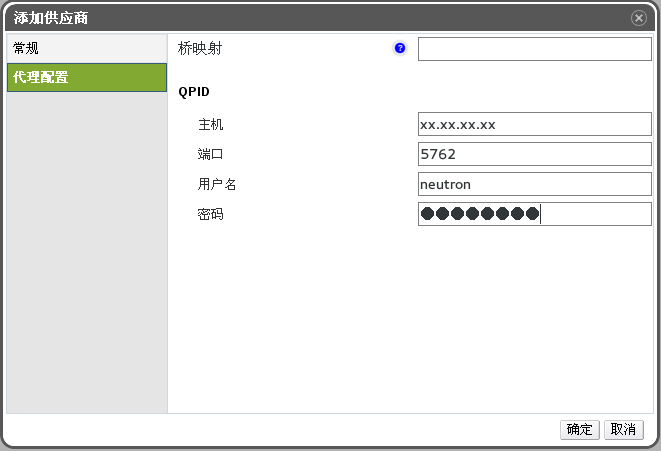 添加供应商
常规
代理配置
桥映射
QPID
主机 xx.xx.xx.xx
端口 5762
用户名 neutron
密码 ●●●●●●●●
确定 取消